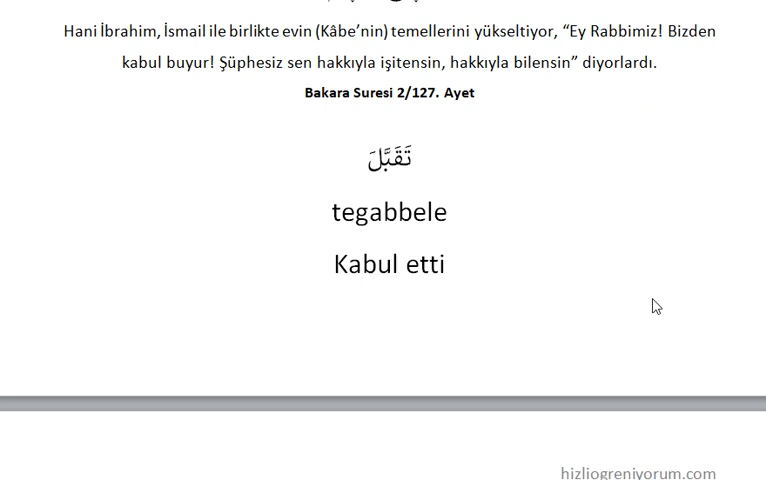 Hani İbrahim, İsmail ile birlikte evin (Kâbe’nin) temellerini yükseltiyor, “Ey Rabbimiz! Bizden
kabul buyur! Şüphesiz sen hakkıyla işitensin, hakkıyla bilensin” diyorlardı.
Bakara Suresi 2/127. Ayet
تَقَبَّلَ
tegabbele
Kabul etti
hizliogreniyorum.com